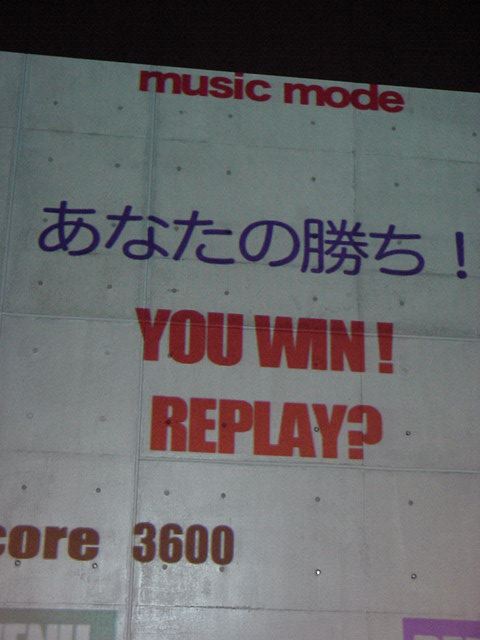 music mode
あなたの勝ち！
YOU WIN!
REPLAY?
core 3600